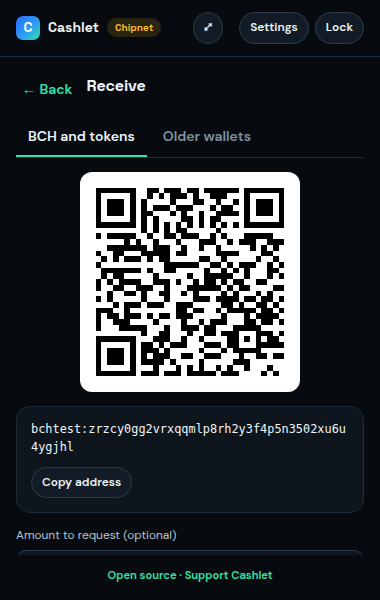 C Cashlet Chipnet Settings Lock
← Back Receive
BCH and tokens Older wallets
bchtest:zrzcy0gg2vrxqqmlp8rh2y3f4p5n3502xu6u
4ygjhl
Copy address
Amount to request (optional)
Open source · Support Cashlet